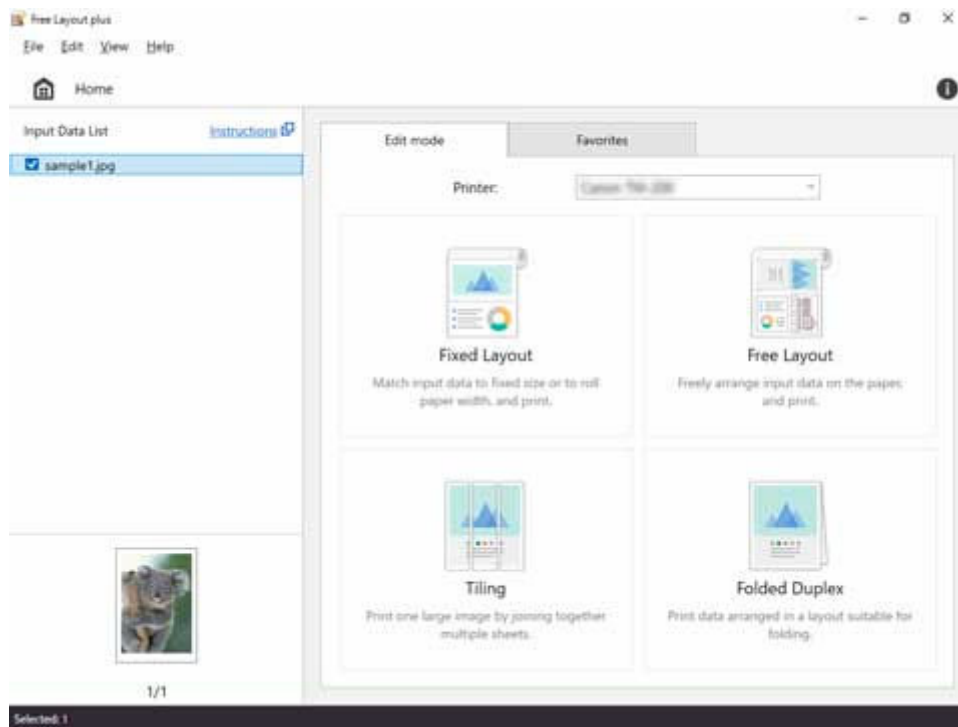 Free Layout plus
File Edit View Help
Home
Input Data List Instructions
sample1.jpg
Edit mode Favorites
Printer:
Fixed Layout
Match input data to fixed size or to roll
paper width, and print.
Free Layout
Freely arrange input data on the paper,
and print.
Tiling
Print one large image by joining together
multiple sheets.
Folded Duplex
Print data arranged in a layout suitable for
folding.
1/1
Selected: 1